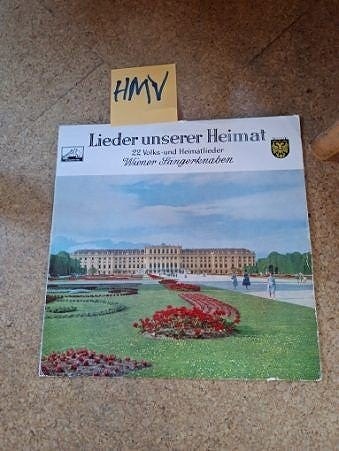 HMV
Lieder unserer Heimat
22 Volks-und Heimatlieder
Wiener Sängerknaben